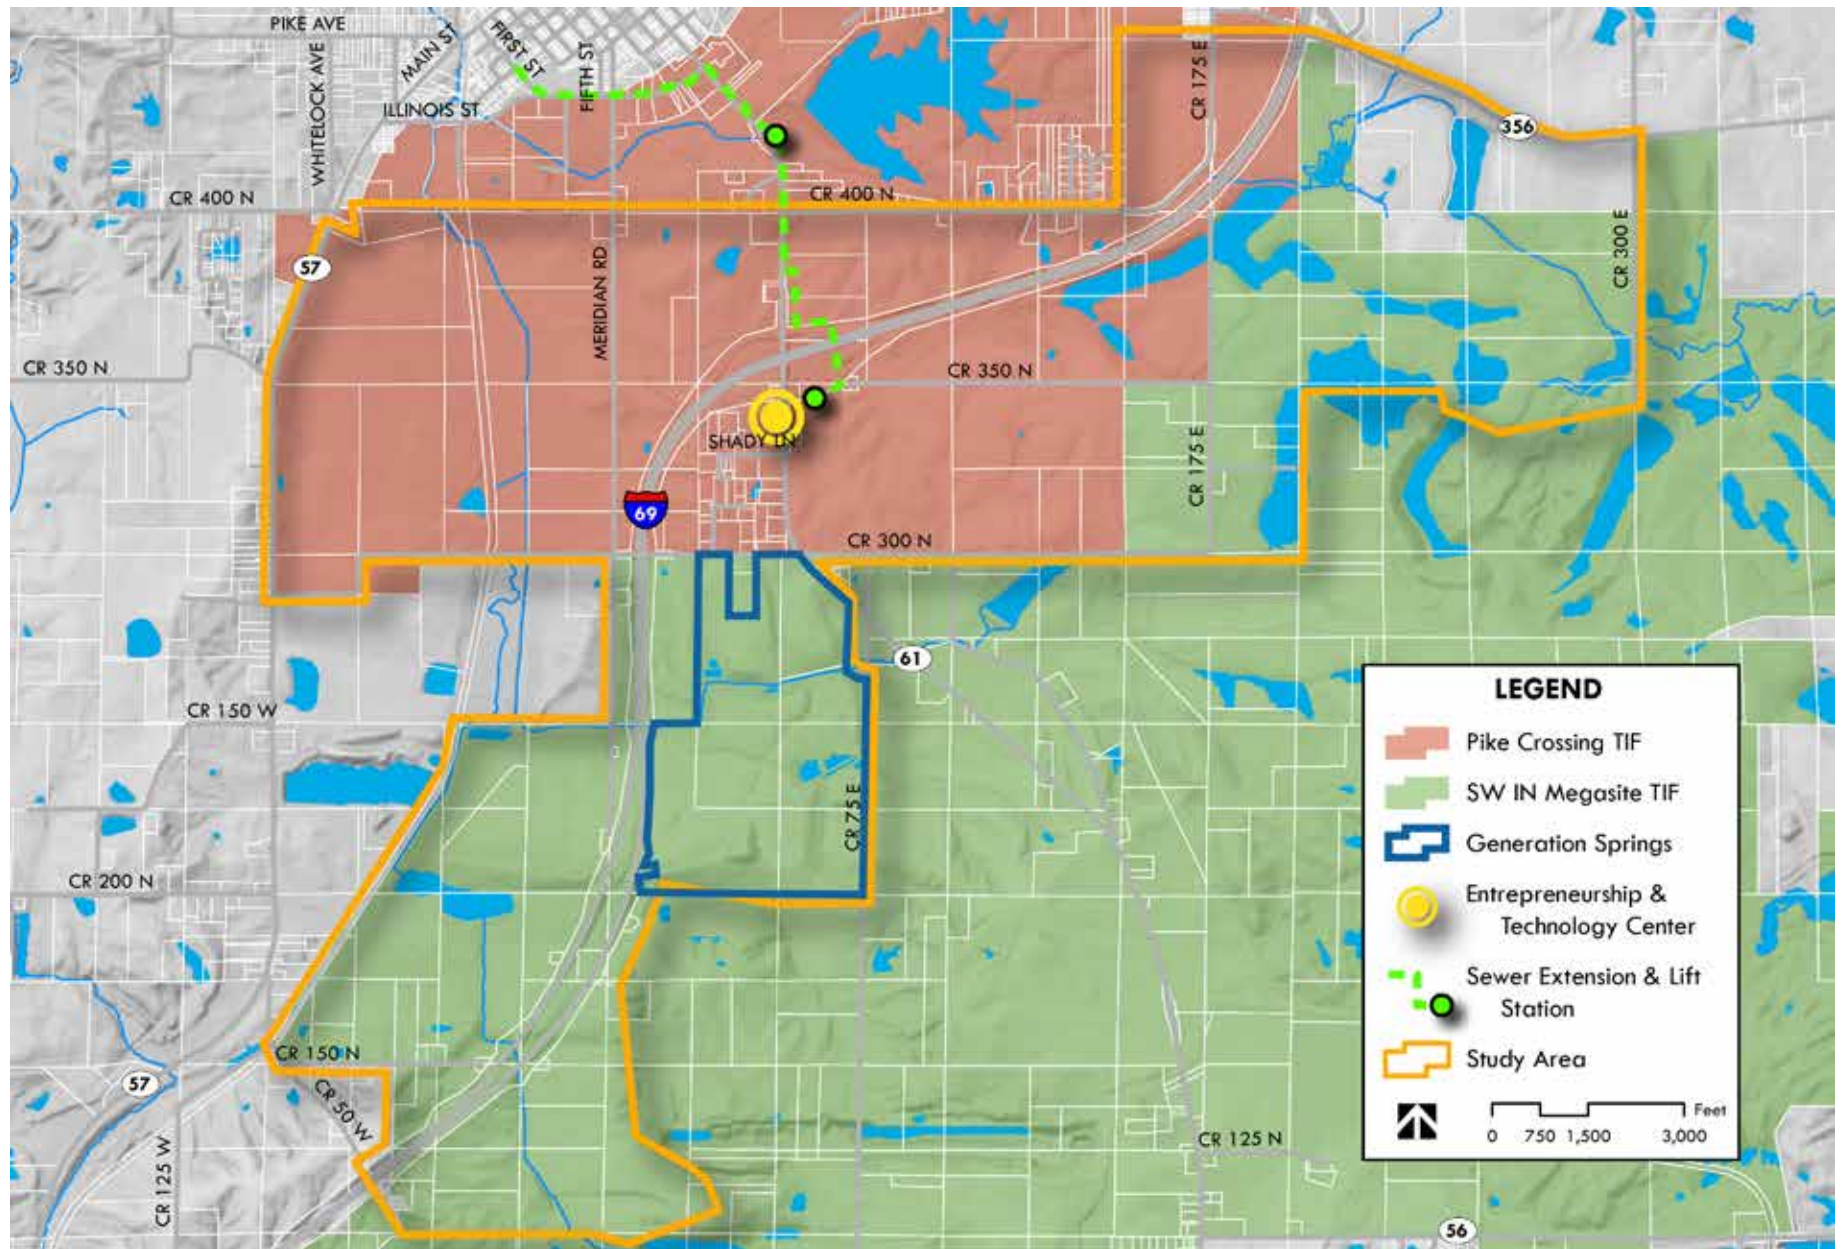 PIKE AVE
WHITELOCK AVE
MAIN ST
FIRST ST
FIFTH ST
ILLINOIS ST
CR 175 E
356
CR 400 N
CR 400 N
57
MERIDIAN RD
CR 300 E
CR 350 N
CR 350 N
SHADY LN
CR 175 E
69
CR 300 N
61
CR 150 W
CR 75 E
CR 200 N
CR 150 N
57
CR 50 W
CR 125 W
CR 125 N
56
LEGEND
Pike Crossing TIF
SW IN Megasite TIF
Generation Springs
Entrepreneurship &
Technology Center
Sewer Extension & Lift
Station
Study Area
Feet
0 750 1,500 3,000